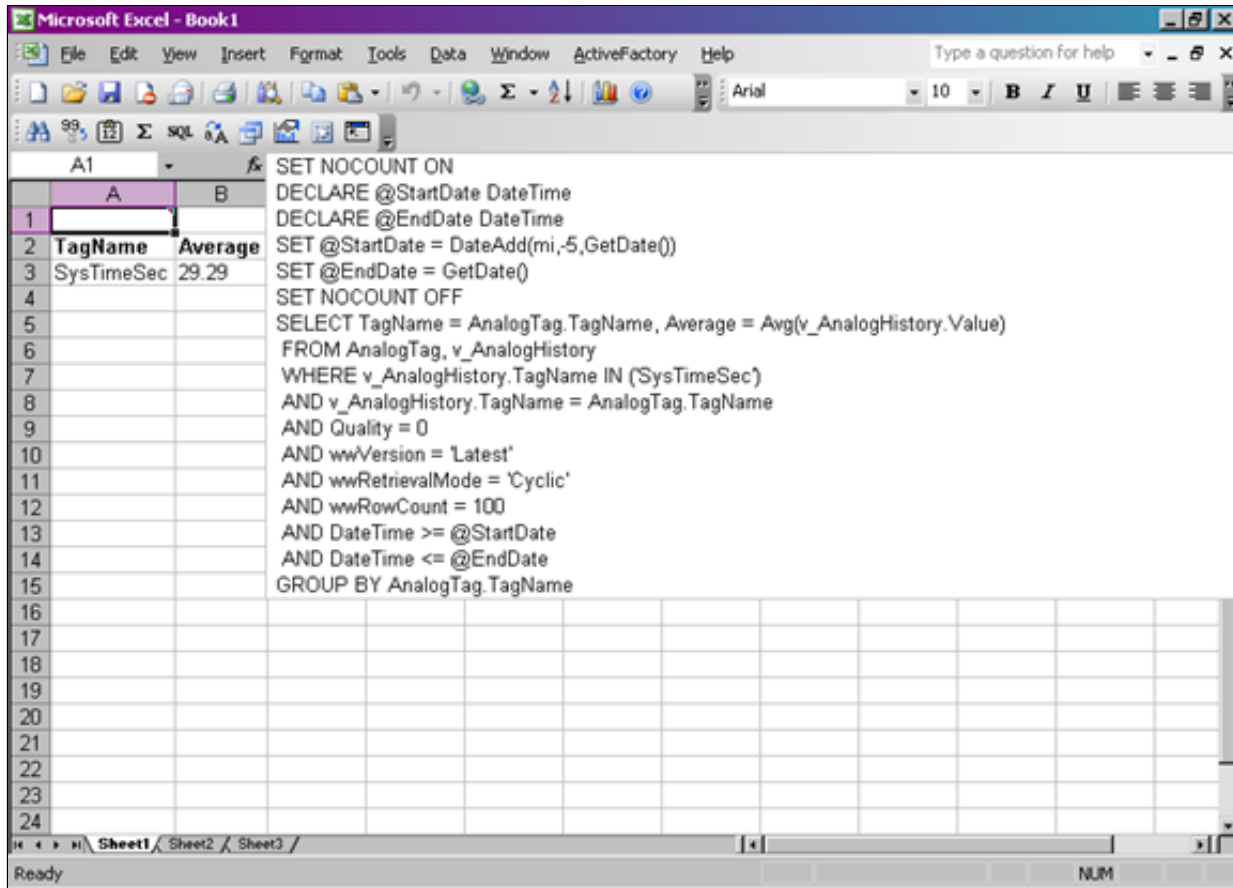 Microsoft Excel - Book1
File Edit View Insert Format Tools Data Window ActiveFactory Help Type a question for help
Arial 10 B I U
SQL
A1 fx SET NOCOUNT ON
A B DECLARE @StartDate DateTime
1 DECLARE @EndDate DateTime
2 TagName Average SET @StartDate = DateAdd(mi,-5,GetDate())
3 SysTimeSec 29.29 SET @EndDate = GetDate()
4 SET NOCOUNT OFF
5 SELECT TagName = AnalogTag.TagName, Average = Avg(v_AnalogHistory.Value)
6 FROM AnalogTag, v_AnalogHistory
7 WHERE v_AnalogHistory.TagName IN ('SysTimeSec')
8 AND v_AnalogHistory.TagName = AnalogTag.TagName
9 AND Quality = 0
10 AND wwVersion = 'Latest'
11 AND wwRetrievalMode = 'Cyclic'
12 AND wwRowCount = 100
13 AND DateTime >= @StartDate
14 AND DateTime <= @EndDate
15 GROUP BY AnalogTag.TagName
16
17
18
19
20
21
22
23
24
Sheet1 Sheet2 Sheet3
Ready NUM